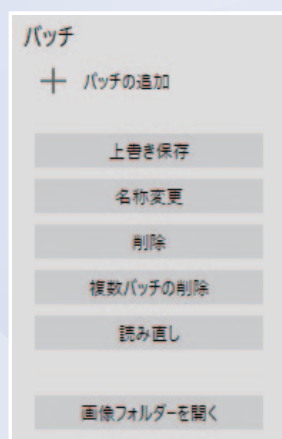 バッチ
バッチの追加
上書き保存
名称変更
削除
複数バッチの削除
読み直し
画像フォルダーを開く